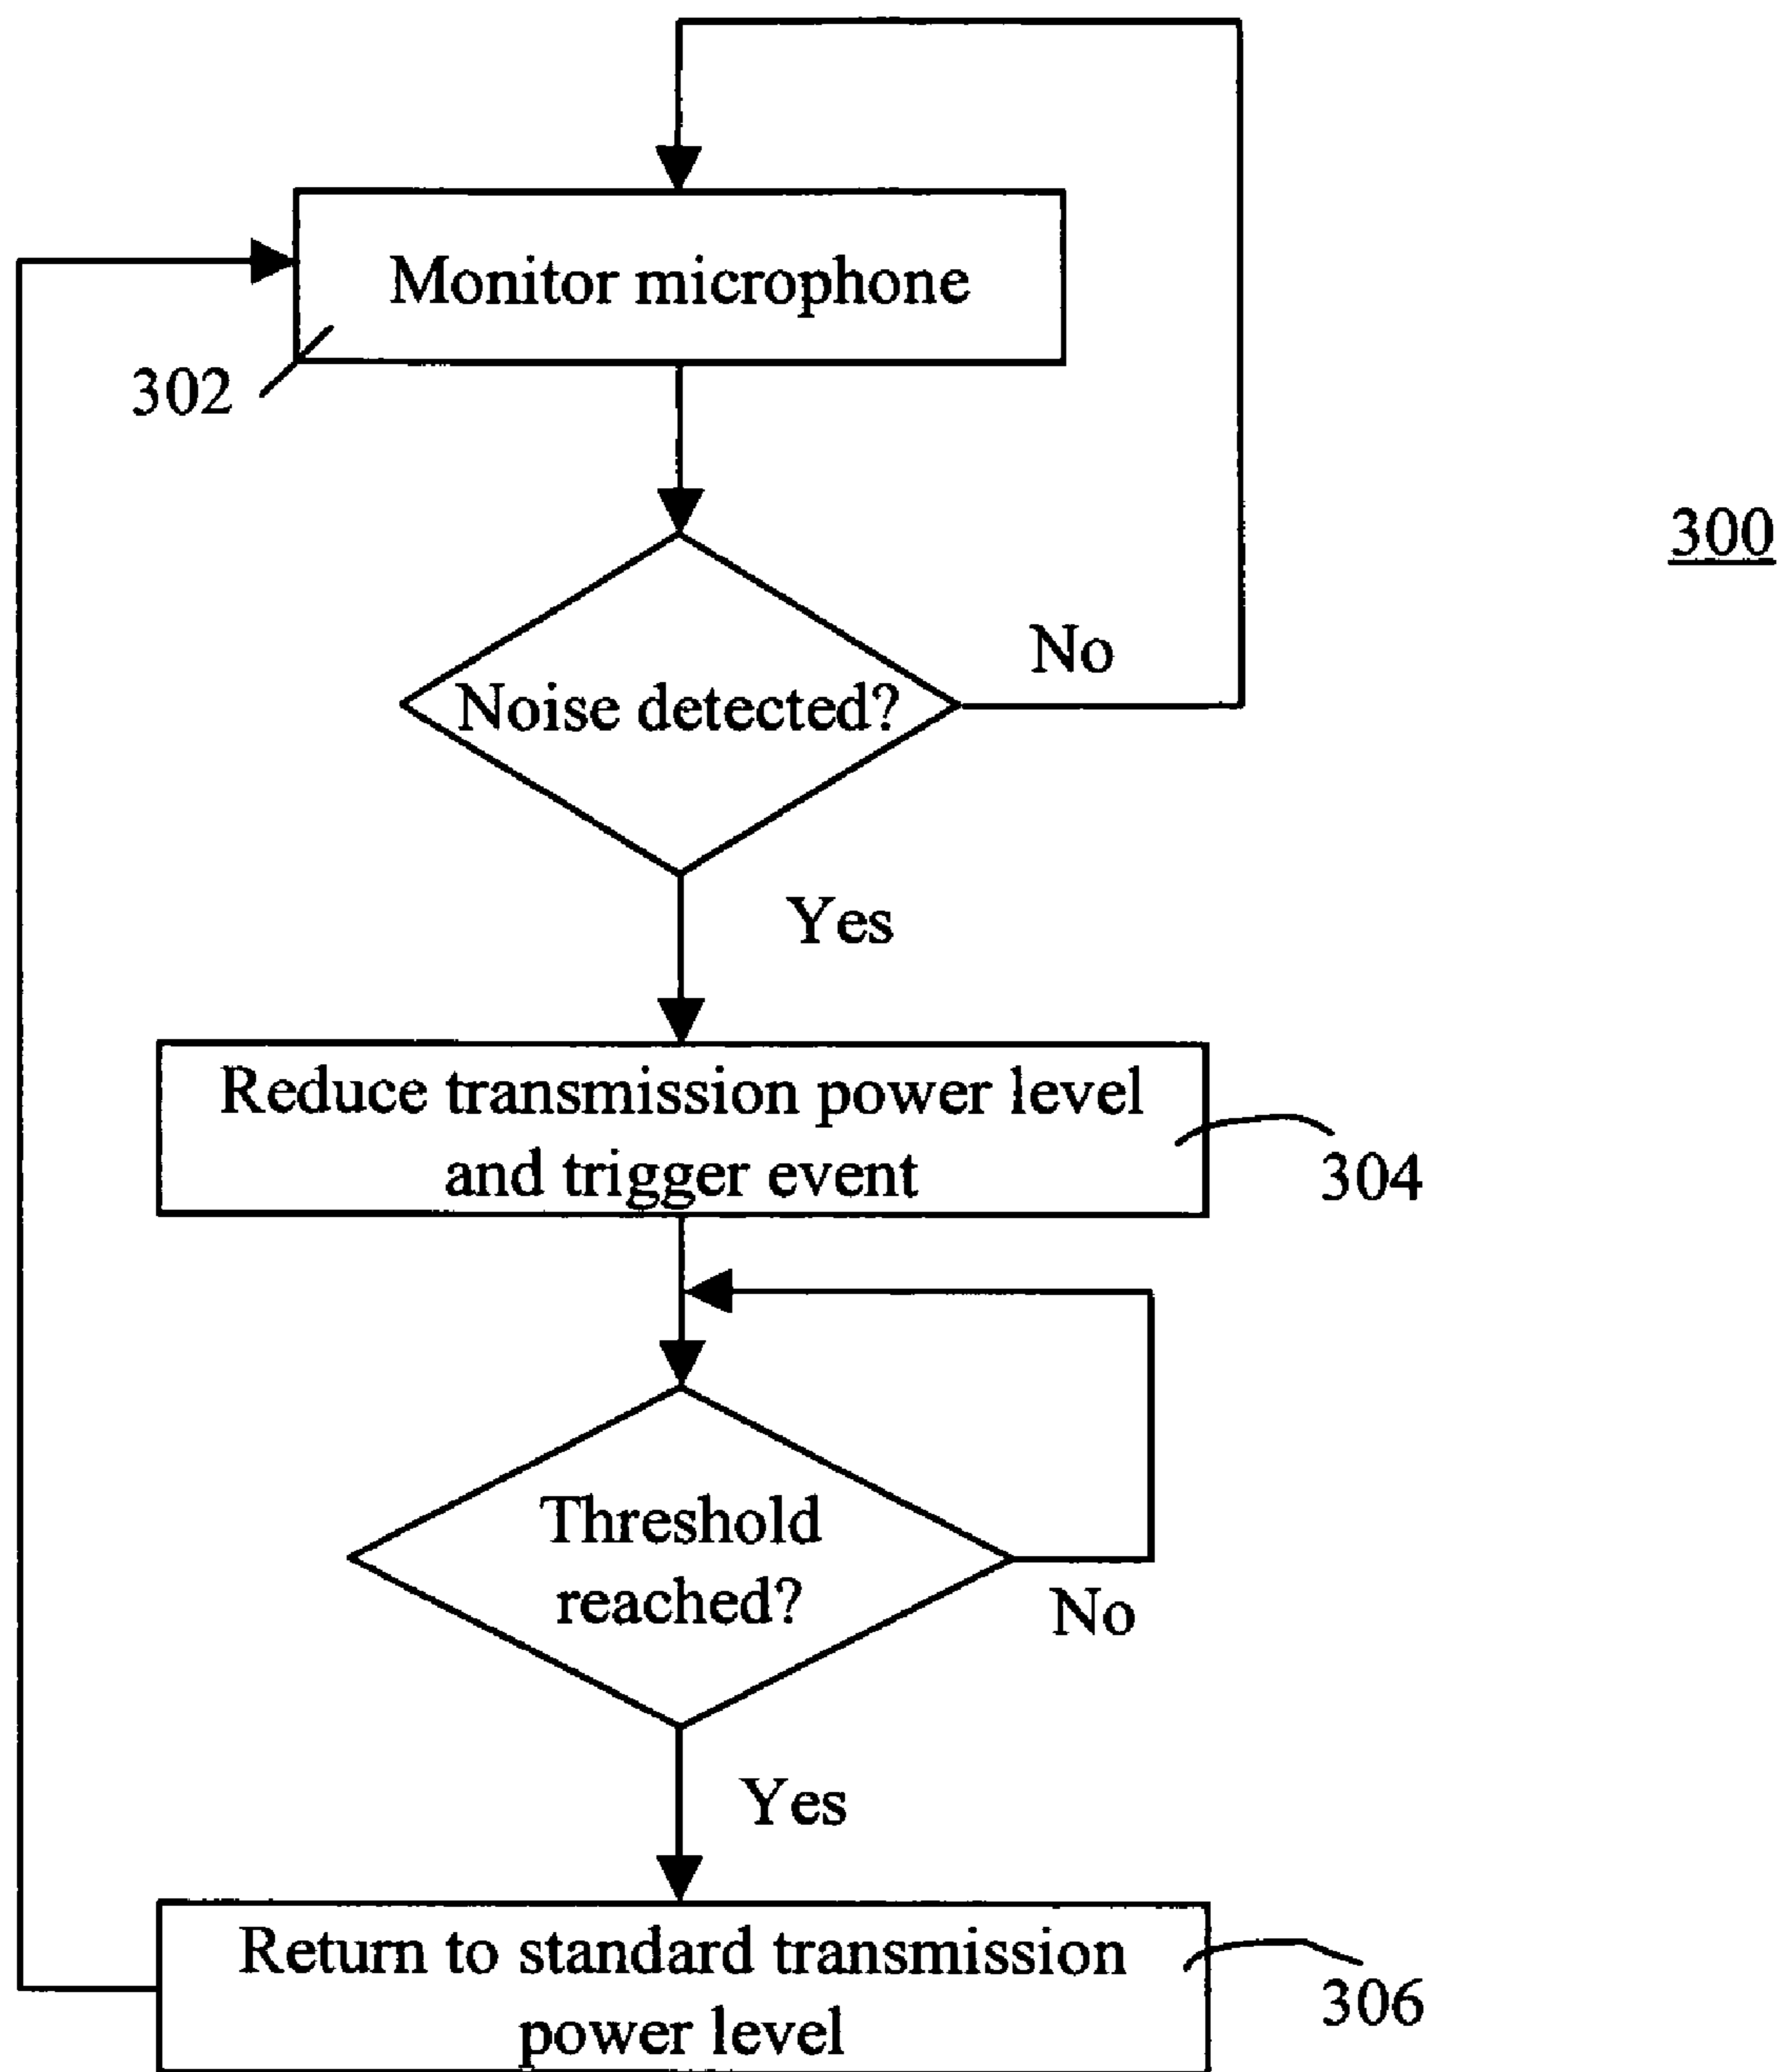 Monitor microphone
302
300
No
Noise detected?
Yes
Reduce transmission power level
and trigger event
304
Threshold
reached?
No
Yes
Return to standard transmission
power level
306